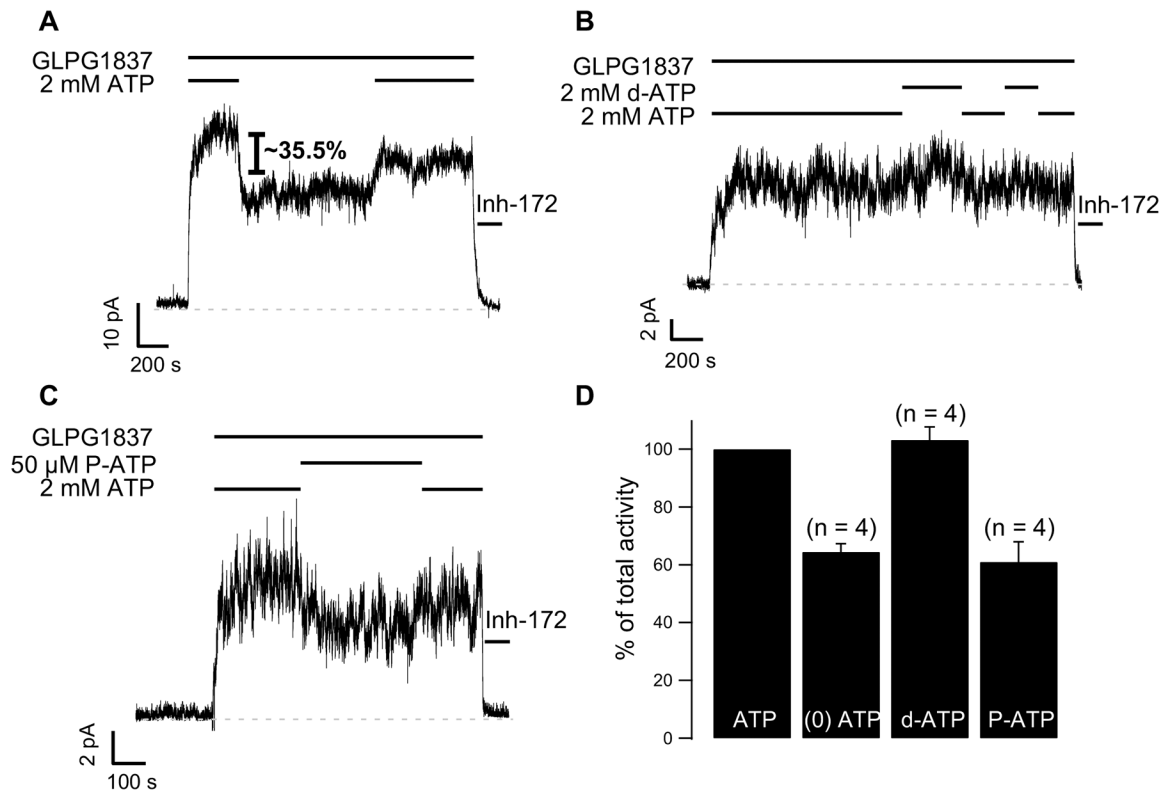 A
GLPG1837
2 mM ATP
~35.5%
Inh-172
10 pA
200 s
B
GLPG1837
2 mM d-ATP
2 mM ATP
Inh-172
2 pA
200 s
C
GLPG1837
50 µM P-ATP
2 mM ATP
Inh-172
2 pA
100 s
D
% of total activity
100
80
60
40
20
0
(n = 4)
(n = 4)
(n = 4)
ATP
(0) ATP
d-ATP
P-ATP